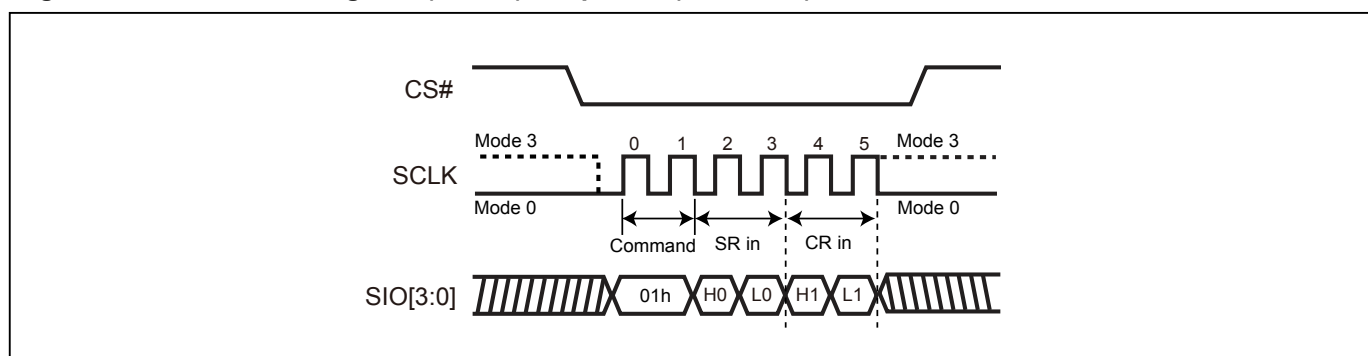 CS#
Mode 3 0 1 2 3 4 5 Mode 3
SCLK
Mode 0 Mode 0
Command SR in CR in
SIO[3:0] 01h H0 L0 H1 L1